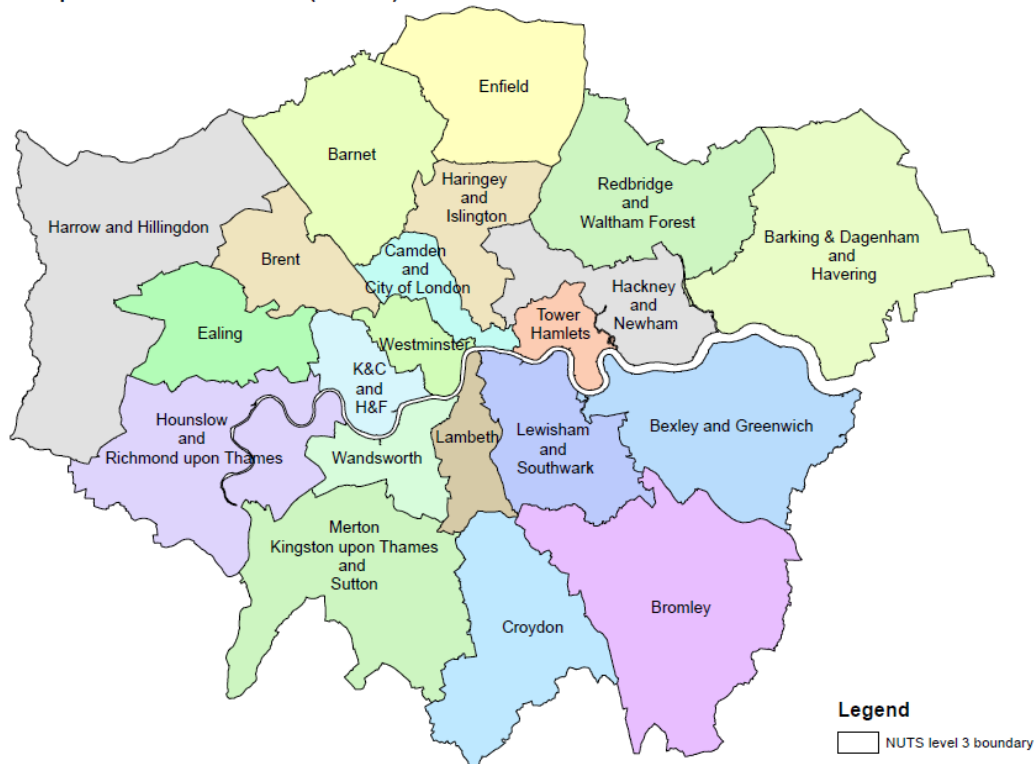 Enfield
Barnet
Haringey
and
Islington
Redbridge
and
Waltham Forest
Harrow and Hillingdon
Barking & Dagenham
and
Havering
Brent
Camden
and
City of London
Hackney
and
Newham
Tower
Hamlets
Ealing
Westminster
K&C
and
H&F
Hounslow
and
Richmond upon Thames
Wandsworth
Lambeth
Lewisham
and
Southwark
Bexley and Greenwich
Merton
Kingston upon Thames
and
Sutton
Croydon
Bromley
Legend
NUTS level 3 boundary